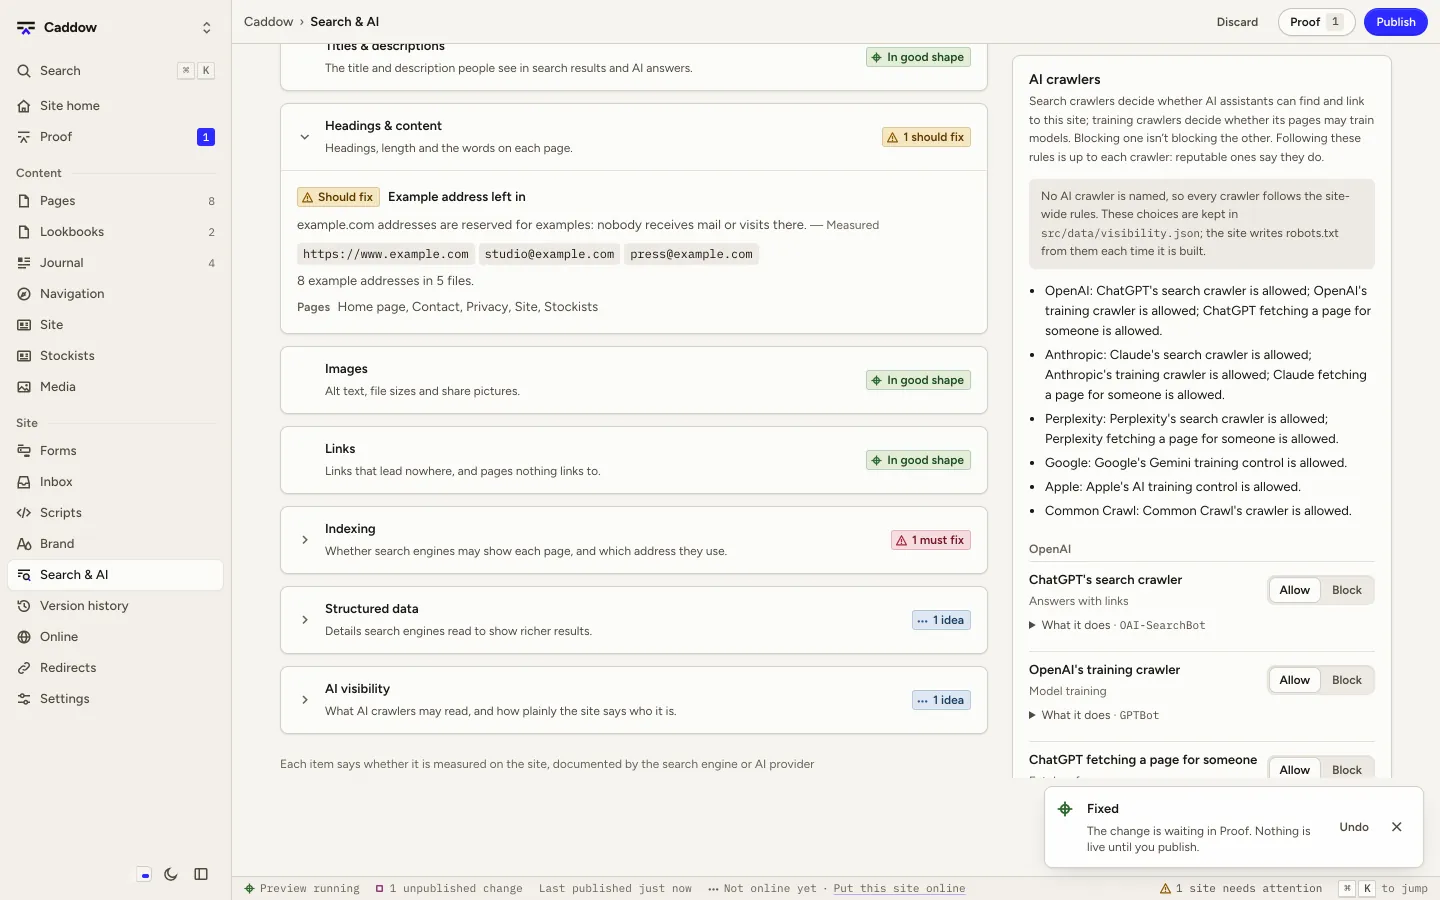 Caddow
Search
⌘ K
Site home
Proof
1
Content
Pages
8
Lookbooks
2
Journal
4
Navigation
Site
Stockists
Media
Site
Forms
Inbox
Scripts
Brand
Search & AI
Version history
Online
Redirects
Settings
Caddow › Search & AI
Discard
Proof 1
Publish
Titles & descriptions
The title and description people see in search results and AI answers.
In good shape
Headings & content
Headings, length and the words on each page.
1 should fix
Should fix Example address left in
example.com addresses are reserved for examples: nobody receives mail or visits there. — Measured
https://www.example.com studio@example.com press@example.com
8 example addresses in 5 files.
Pages Home page, Contact, Privacy, Site, Stockists
Images
Alt text, file sizes and share pictures.
In good shape
Links
Links that lead nowhere, and pages nothing links to.
In good shape
Indexing
Whether search engines may show each page, and which address they use.
1 must fix
Structured data
Details search engines read to show richer results.
1 idea
AI visibility
What AI crawlers may read, and how plainly the site says who it is.
1 idea
Each item says whether it is measured on the site, documented by the search engine or AI provider
AI crawlers
Search crawlers decide whether AI assistants can find and link
to this site; training crawlers decide whether its pages may train
models. Blocking one isn't blocking the other. Following these
rules is up to each crawler: reputable ones say they do.
No AI crawler is named, so every crawler follows the site-
wide rules. These choices are kept in
src/data/visibility.json; the site writes robots.txt
from them each time it is built.
• OpenAI: ChatGPT's search crawler is allowed; OpenAI's
training crawler is allowed; ChatGPT fetching a page for
someone is allowed.
• Anthropic: Claude's search crawler is allowed;
Anthropic's training crawler is allowed; Claude fetching
a page for someone is allowed.
• Perplexity: Perplexity's search crawler is allowed;
Perplexity fetching a page for someone is allowed.
• Google: Google's Gemini training control is allowed.
• Apple: Apple's AI training control is allowed.
• Common Crawl: Common Crawl's crawler is allowed.
OpenAI
ChatGPT's search crawler
Answers with links
Allow Block
What it does · OAI-SearchBot
OpenAI's training crawler
Model training
Allow Block
What it does · GPTBot
ChatGPT fetching a page for someone
Allow Block
Fixed
The change is waiting in Proof. Nothing is
live until you publish.
Undo
Preview running
1 unpublished change
Last published just now
Not online yet · Put this site online
1 site needs attention
⌘ K to jump